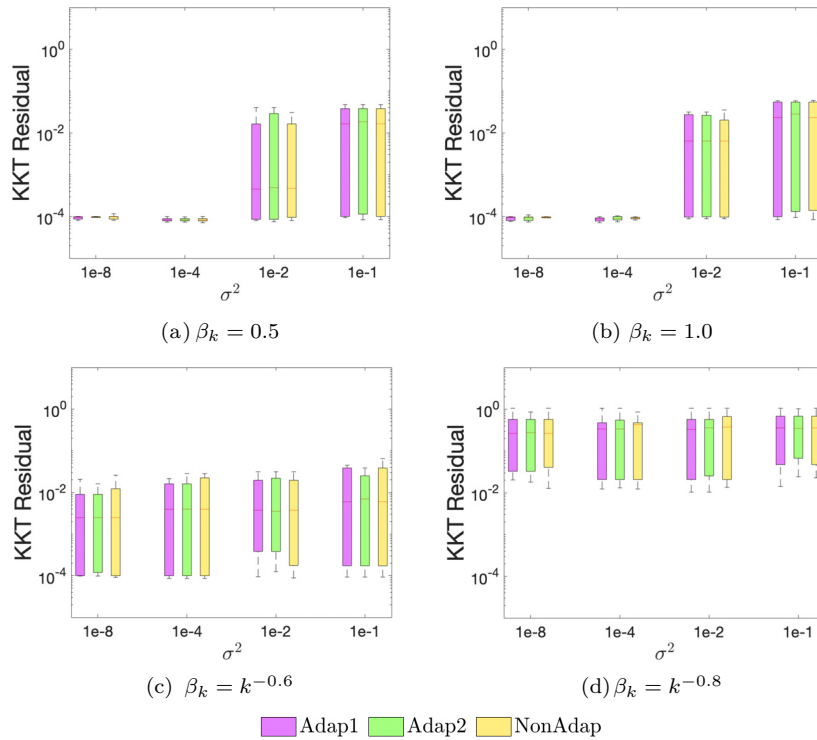 KKT Residual
10^0
10^-2
10^-4
1e-8 1e-4 1e-2 1e-1
σ^2
(a) β_k = 0.5
KKT Residual
10^0
10^-2
10^-4
1e-8 1e-4 1e-2 1e-1
σ^2
(b) β_k = 1.0
KKT Residual
10^0
10^-2
10^-4
1e-8 1e-4 1e-2 1e-1
σ^2
(c) β_k = k^-0.6
KKT Residual
10^0
10^-2
10^-4
1e-8 1e-4 1e-2 1e-1
σ^2
(d) β_k = k^-0.8
Adap1 Adap2 NonAdap